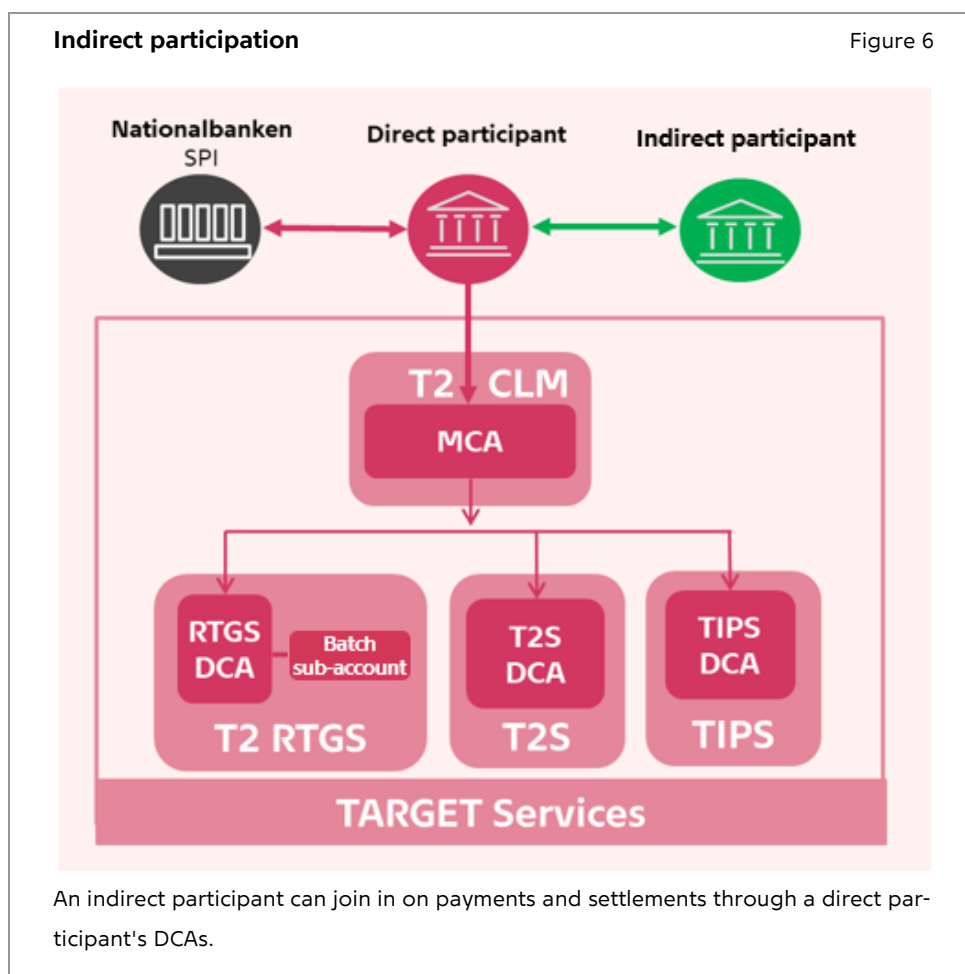 Indirect participation Figure 6
Nationalbanken
SPI
Direct participant
Indirect participant
T2 CLM
MCA
RTGS
DCA
Batch
sub-account
T2 RTGS
T2S
DCA
T2S
TIPS
DCA
TIPS
TARGET Services
An indirect participant can join in on payments and settlements through a direct par-
ticipant's DCAs.